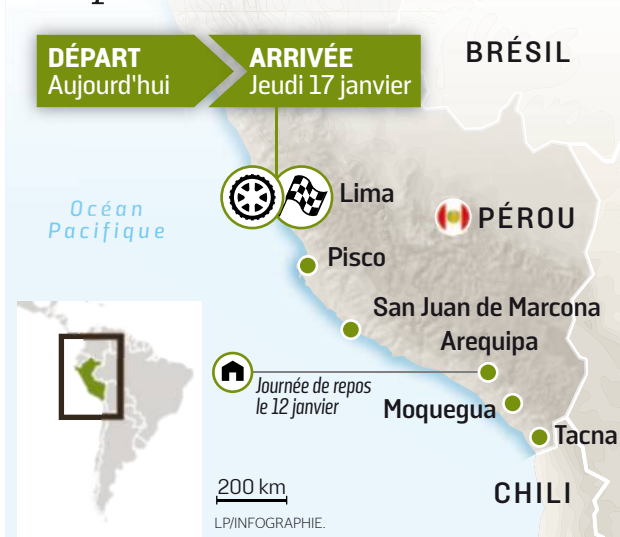 DÉPART
Aujourd'hui
ARRIVÉE
Jeudi 17 janvier
BRÉSIL
Lima
Océan
Pacifique
PÉROU
Pisco
San Juan de Marcona
Arequipa
Journée de repos
le 12 janvier
Moquegua
Tacna
200 km
CHILI
LP/INFOGRAPHIE.